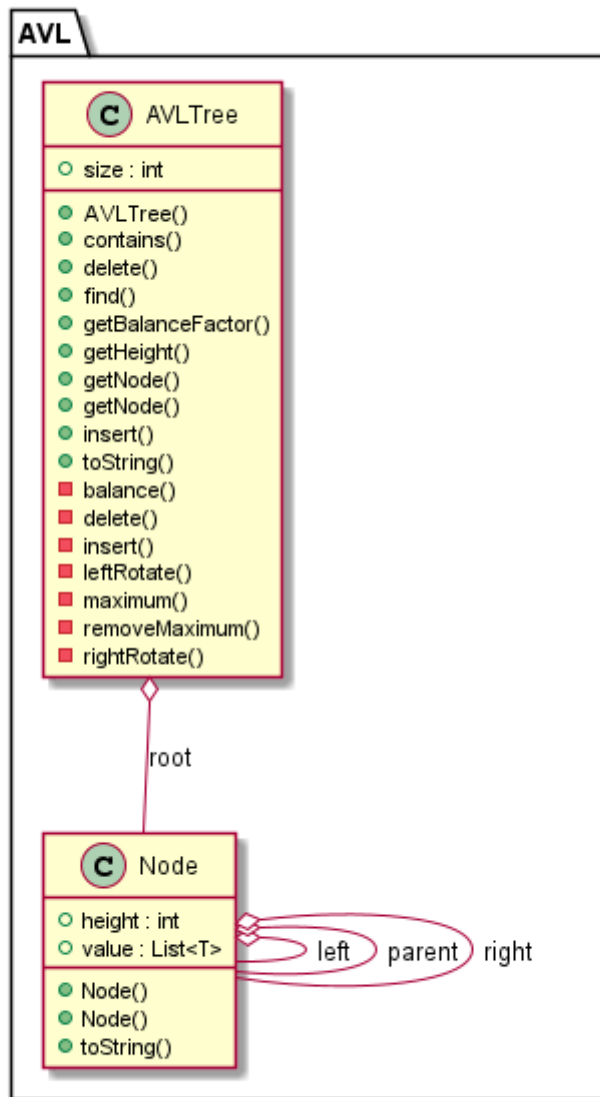 AVL
C AVLTree
size : int
AVLTree()
contains()
delete()
find()
getBalanceFactor()
getHeight()
getNode()
getNode()
insert()
toString()
balance()
delete()
insert()
leftRotate()
maximum()
removeMaximum()
rightRotate()
root
C Node
height : int
value : List<T>
left parent right
Node()
Node()
toString()